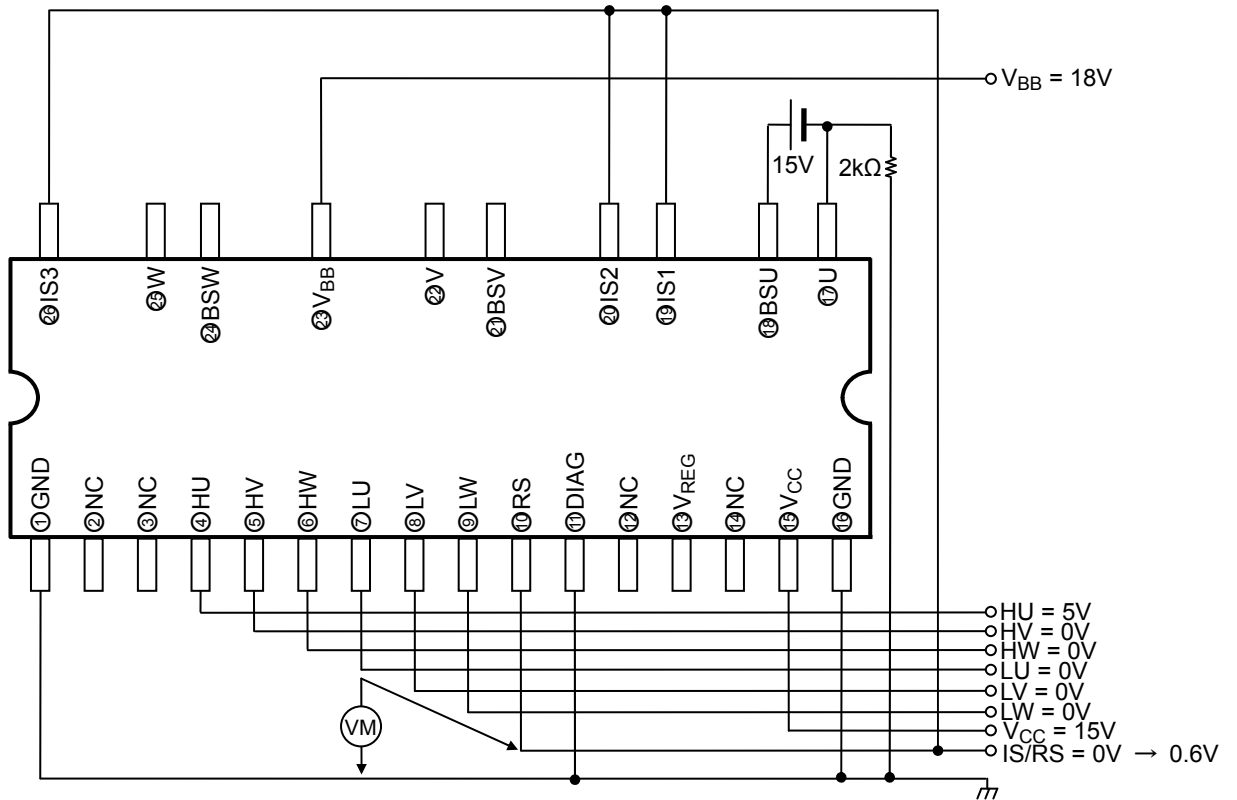 V_BB = 18V
15V
2kΩ
㉖IS3
㉕W
㉔BSW
㉓V_BB
㉒V
㉑BSV
⑳IS2
⑲IS1
⑱BSU
⑰U
①GND
②NC
③NC
④HU
⑤HV
⑥HW
⑦LU
⑧LV
⑨LW
⑩RS
⑪DIAG
⑫NC
⑬V_REG
⑭NC
⑮V_CC
⑯GND
HU = 5V
HV = 0V
HW = 0V
LU = 0V
LV = 0V
LW = 0V
V_CC = 15V
IS/RS = 0V → 0.6V
VM